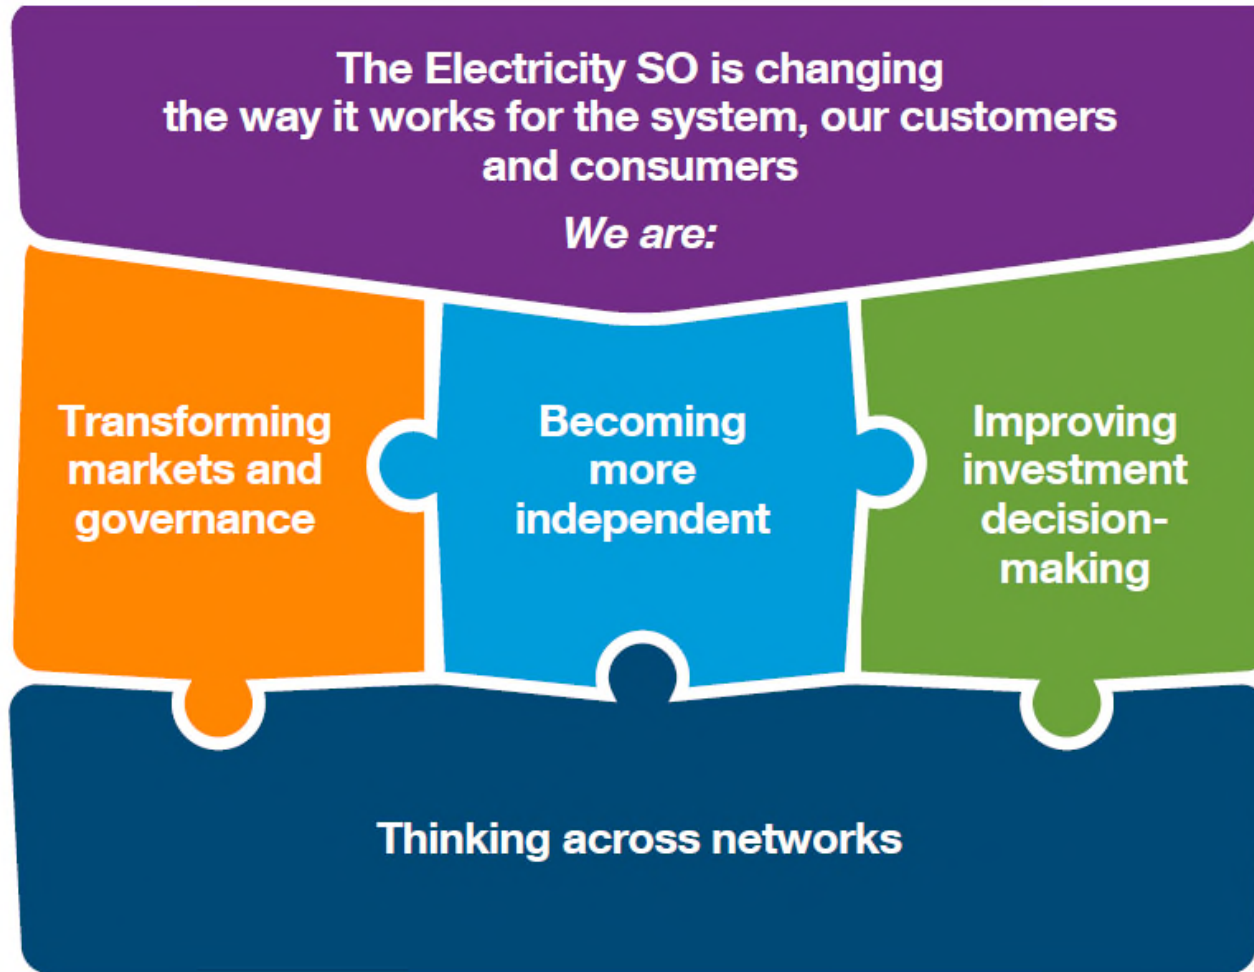 The Electricity SO is changing
the way it works for the system, our customers
and consumers
We are:
Transforming
markets and
governance
Becoming
more
independent
Improving
investment
decision-
making
Thinking across networks